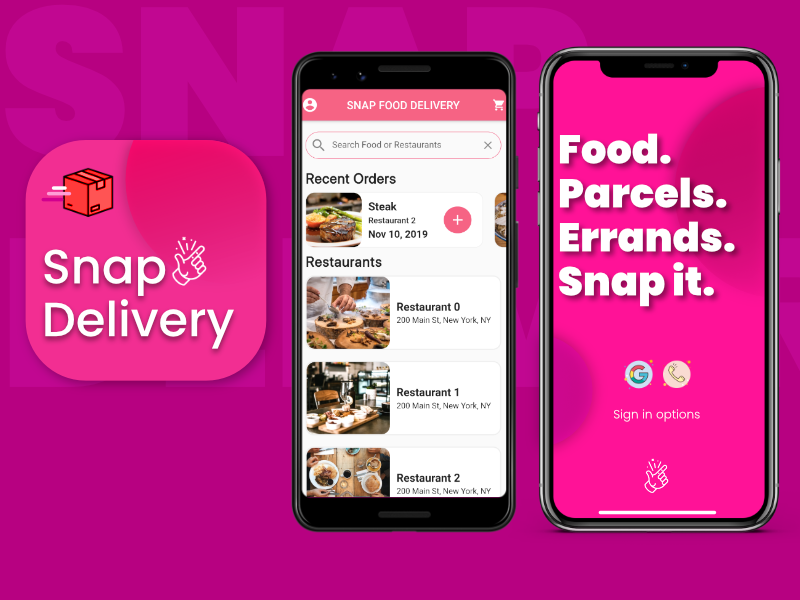 SNAP
Snap
Delivery
SNAP FOOD DELIVERY
Search Food or Restaurants
Recent Orders
Steak
Restaurant 2
Nov 10, 2019
Restaurants
Restaurant 0
200 Main St, New York, NY
Restaurant 1
200 Main St, New York, NY
Restaurant 2
200 Main St, New York, NY
Food.
Parcels.
Errands.
Snap it.
G
Sign in options